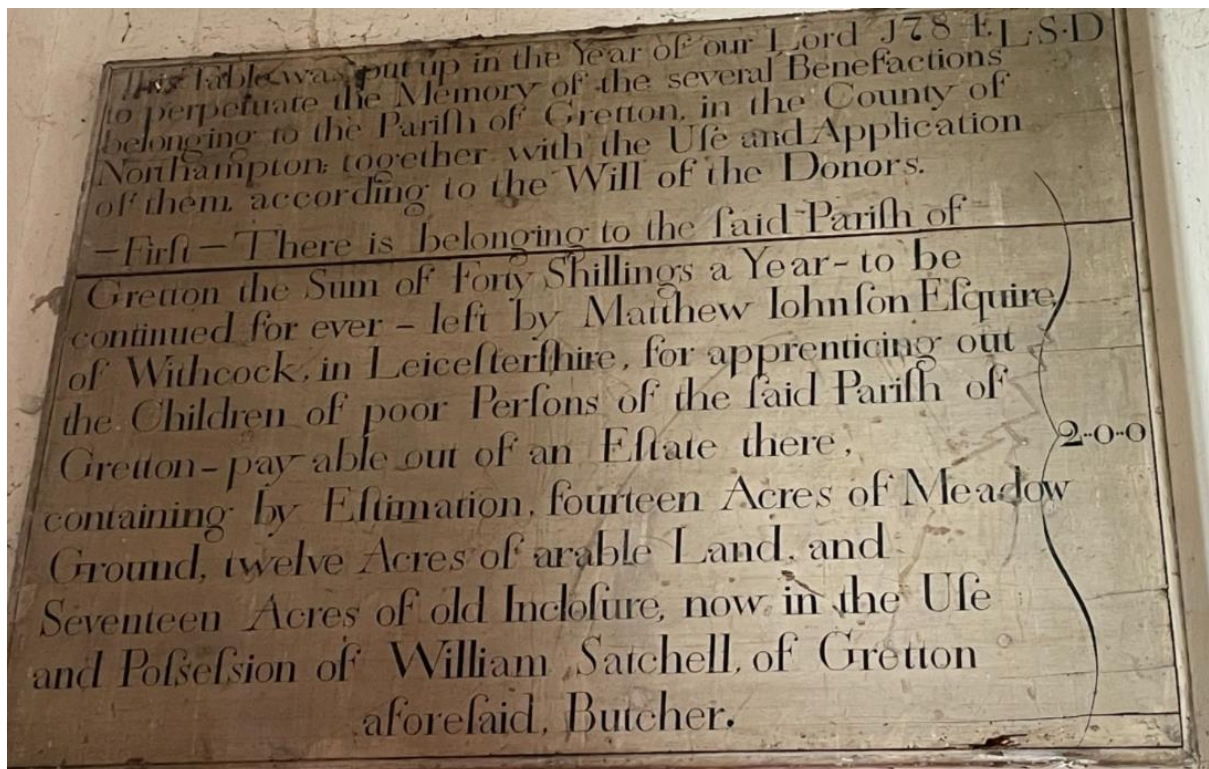 This Table was put up in the Year of our Lord 178 L·S·D
to perpetuate the Memory of the several Benefactions
belonging to the Pariſh of Gretton, in the County of
Northampton; together with the Uſe and Application
of them, according to the Will of the Donors.
–Firſt– There is belonging to the ſaid Pariſh of
Gretton the Sum of Forty Shillings a Year– to be
continued for ever – left by Matthew Iohnſon Eſquire,
of Withcock, in Leiceſterſhire, for apprenticing out
the Children of poor Perſons of the ſaid Pariſh of
Gretton – pay able out of an Eſtate there,
2-0-0
containing by Eſtimation, fourteen Acres of Meadow
Ground, twelve Acres of arable Land, and
Seventeen Acres of old Incloſure, now in the Uſe
and Poſseſsion of William Satchell, of Gretton
aforeſaid, Butcher.